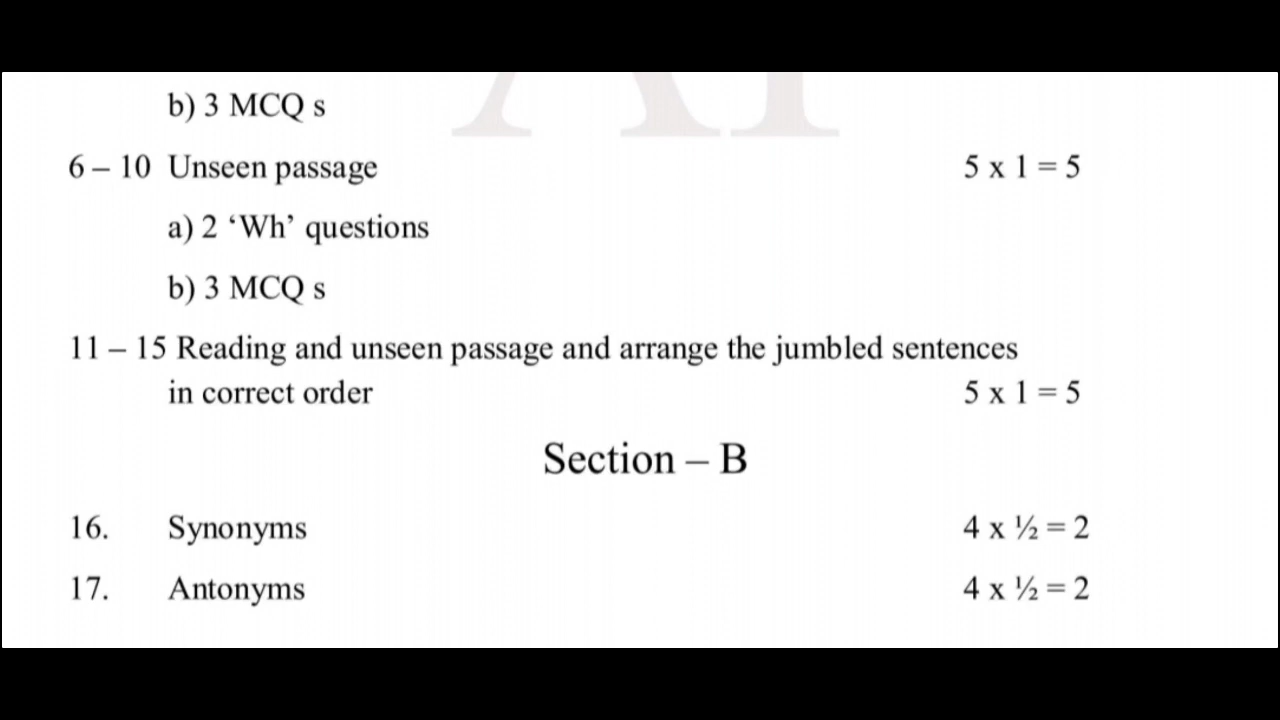 b) 3 MCQ s
6 – 10 Unseen passage 5 x 1 = 5
a) 2 ‘Wh’ questions
b) 3 MCQ s
11 – 15 Reading and unseen passage and arrange the jumbled sentences
in correct order 5 x 1 = 5
Section – B
16. Synonyms 4 x ½ = 2
17. Antonyms 4 x ½ = 2